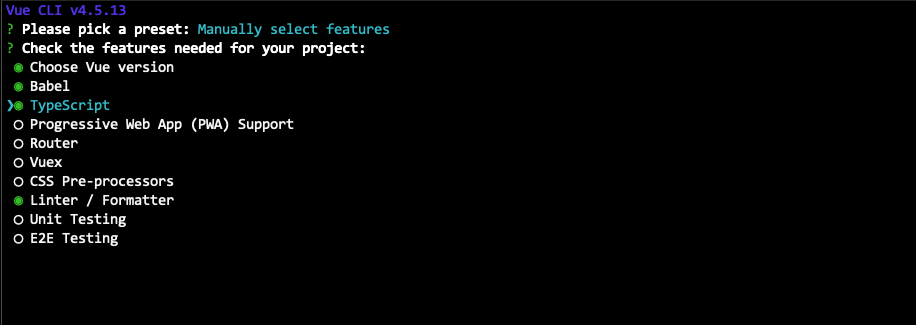 Vue CLI v4.5.13
? Please pick a preset: Manually select features
? Check the features needed for your project:
◉ Choose Vue version
◉ Babel
❯◉ TypeScript
◯ Progressive Web App (PWA) Support
◯ Router
◯ Vuex
◯ CSS Pre-processors
◉ Linter / Formatter
◯ Unit Testing
◯ E2E Testing